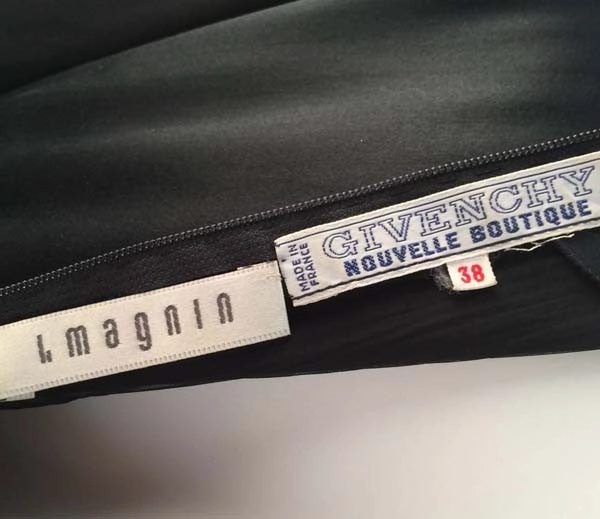 I. magnin
MADE IN
FRANCE
GIVENCHY
NOUVELLE BOUTIQUE
38